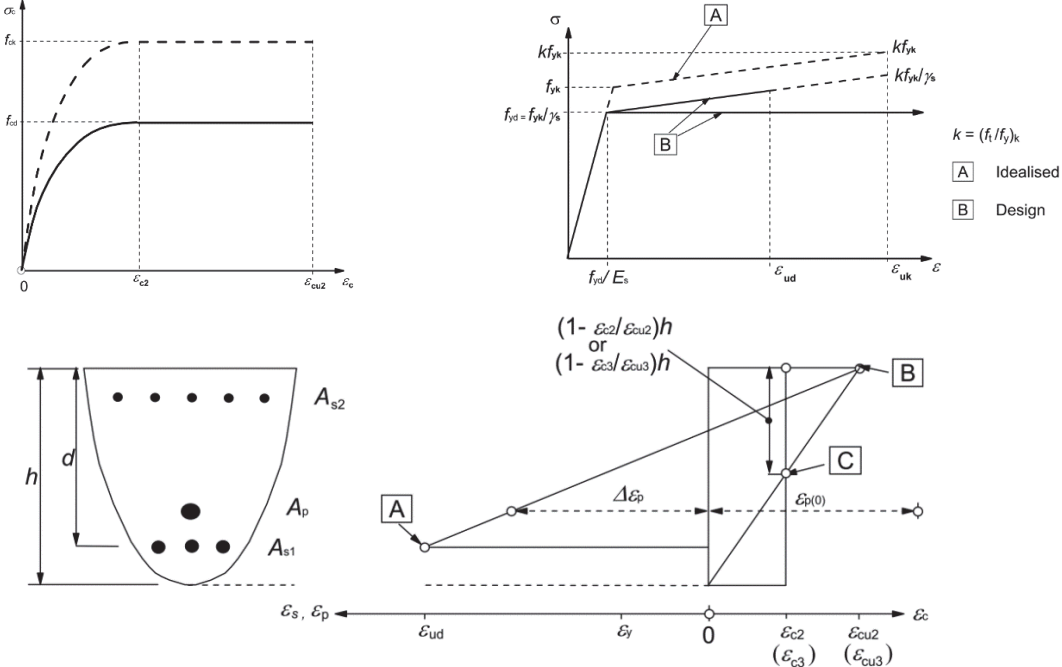 σc
fck
fcd
0
εc2
εcu2
εc
σ
A
kfyk
kfyk
kfyk/γs
fyk
fyd = fyk/γs
B
k = (ft/fy)k
A Idealised
B Design
fyd/Es
εud
εuk
ε
(1- εc2/εcu2)h
or
(1- εc3/εcu3)h
B
As2
h
d
C
A
Δεp
εp(0)
Ap
As1
εs , εp
εud
εy
0
εc2
(εc3)
εcu2
(εcu3)
εc